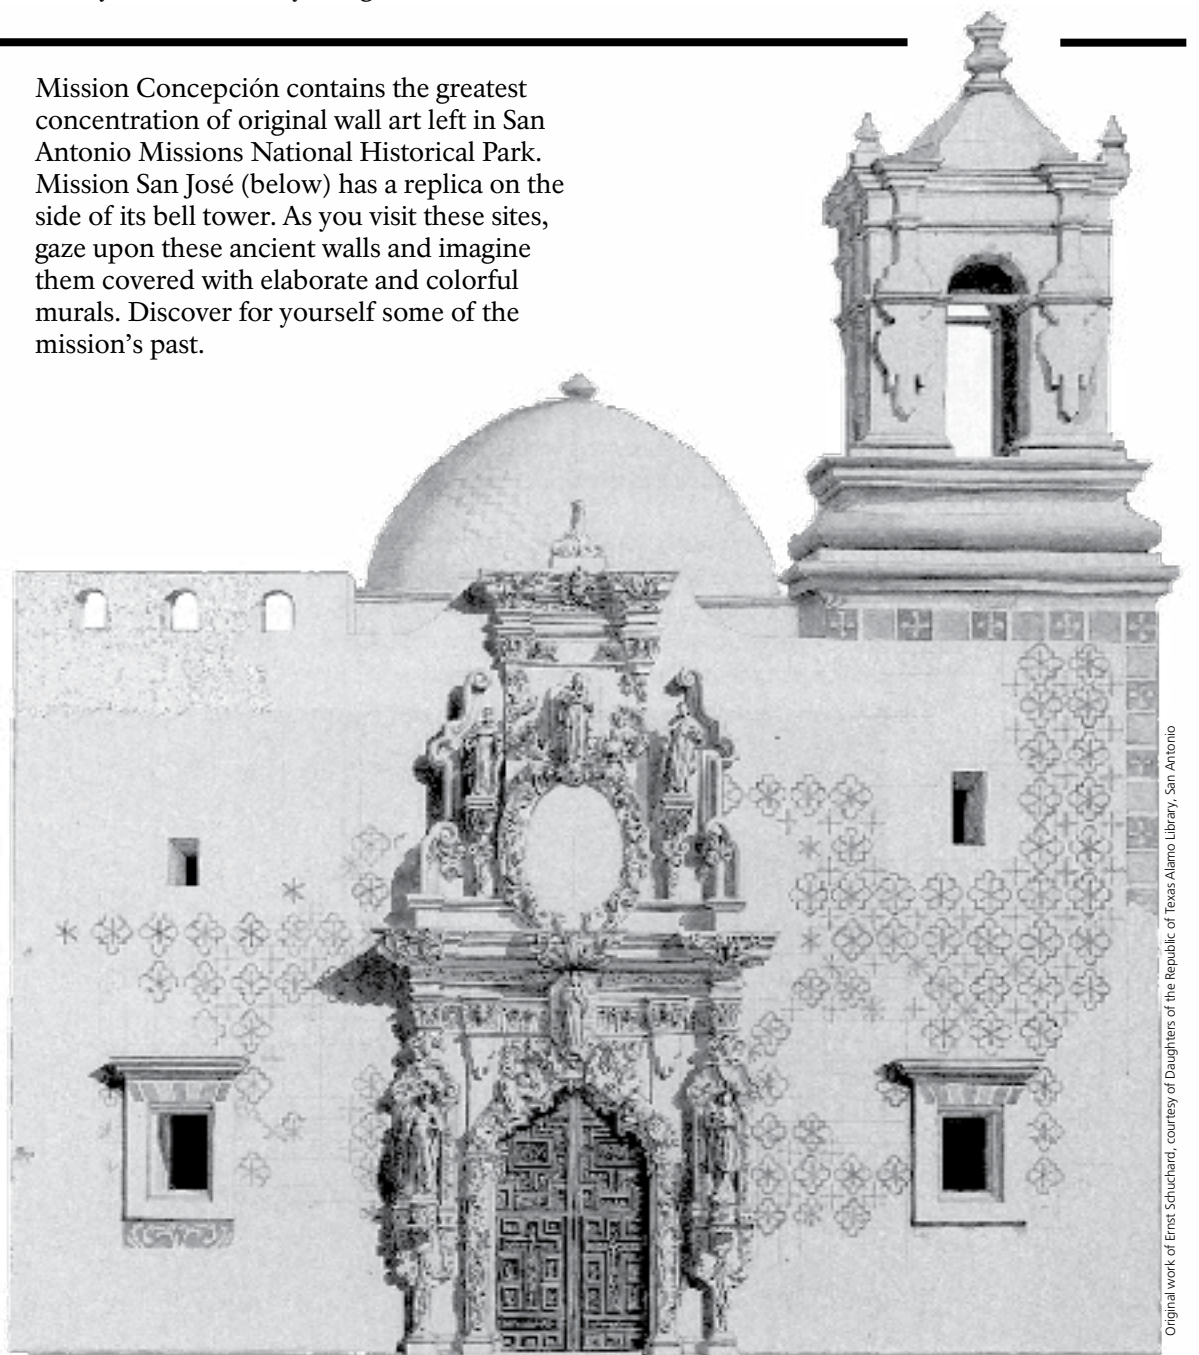 Mission Concepción contains the greatest
concentration of original wall art left in San
Antonio Missions National Historical Park.
Mission San José (below) has a replica on the
side of its bell tower. As you visit these sites,
gaze upon these ancient walls and imagine
them covered with elaborate and colorful
murals. Discover for yourself some of the
mission’s past.
Original work of Ernst Schuchard, courtesy of Daughters of the Republic of Texas Alamo Library, San Antonio